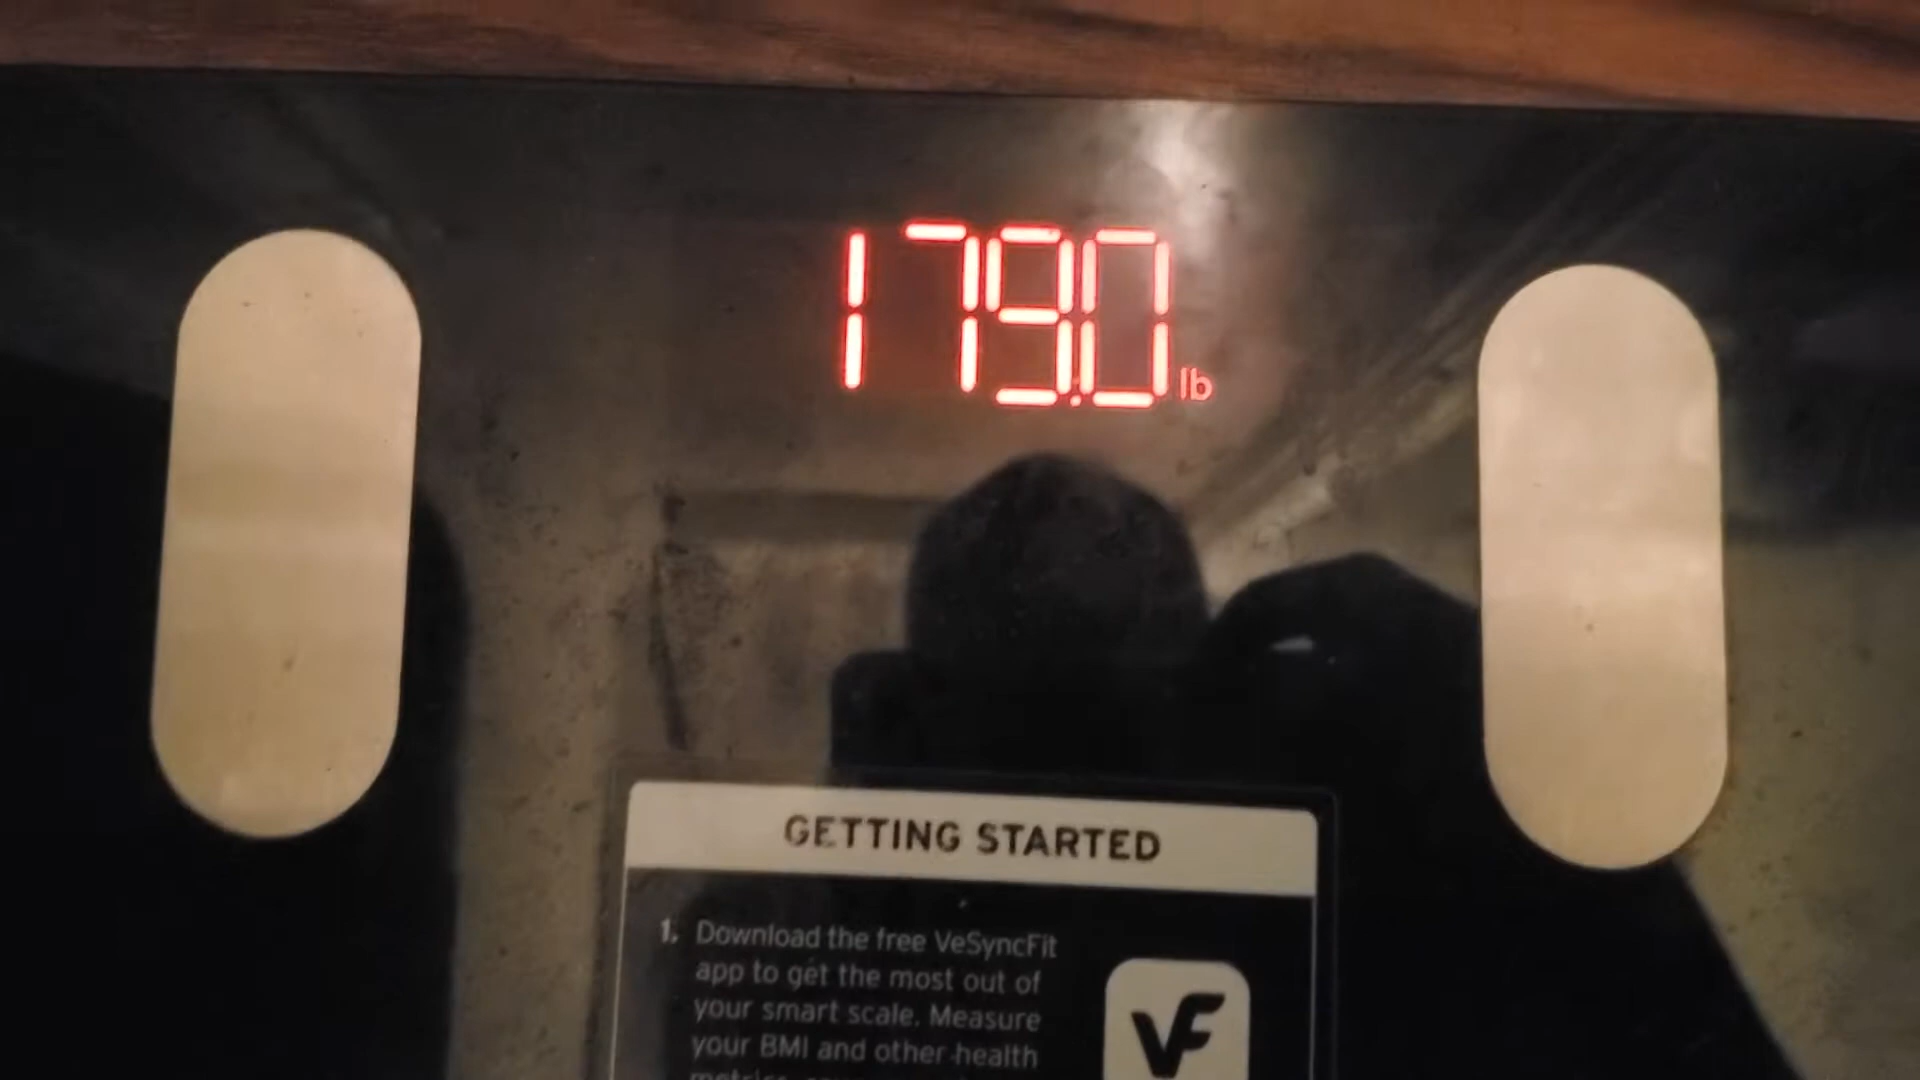 179.0 lb
GETTING STARTED
1. Download the free VeSyncFit
app to get the most out of
your smart scale. Measure
your BMI and other health
VF